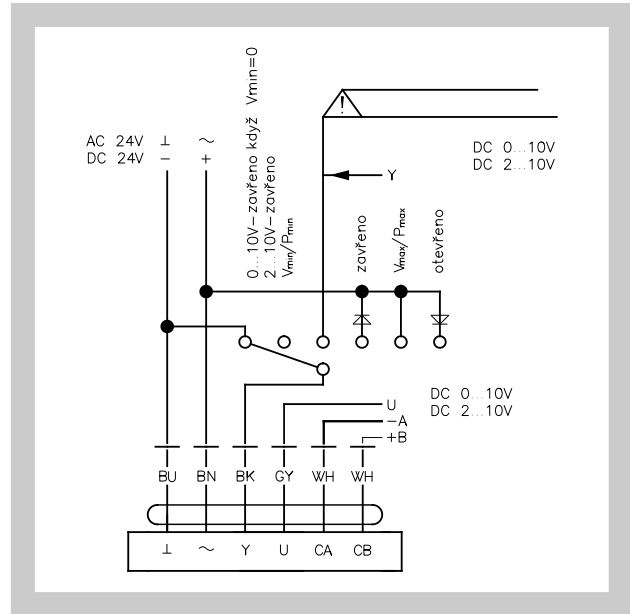 0...10V–zavřeno když Vmin=0
2...10V–zavřeno
Vmin/Pmin
!
AC 24V ⊥ ~
DC 24V – +
DC 0...10V
DC 2...10V
Y
zavřeno
Vmax/Pmax
otevřeno
U
–A
+B
DC 0...10V
DC 2...10V
BU BN BK GY WH WH
⊥ ~ Y U CA CB